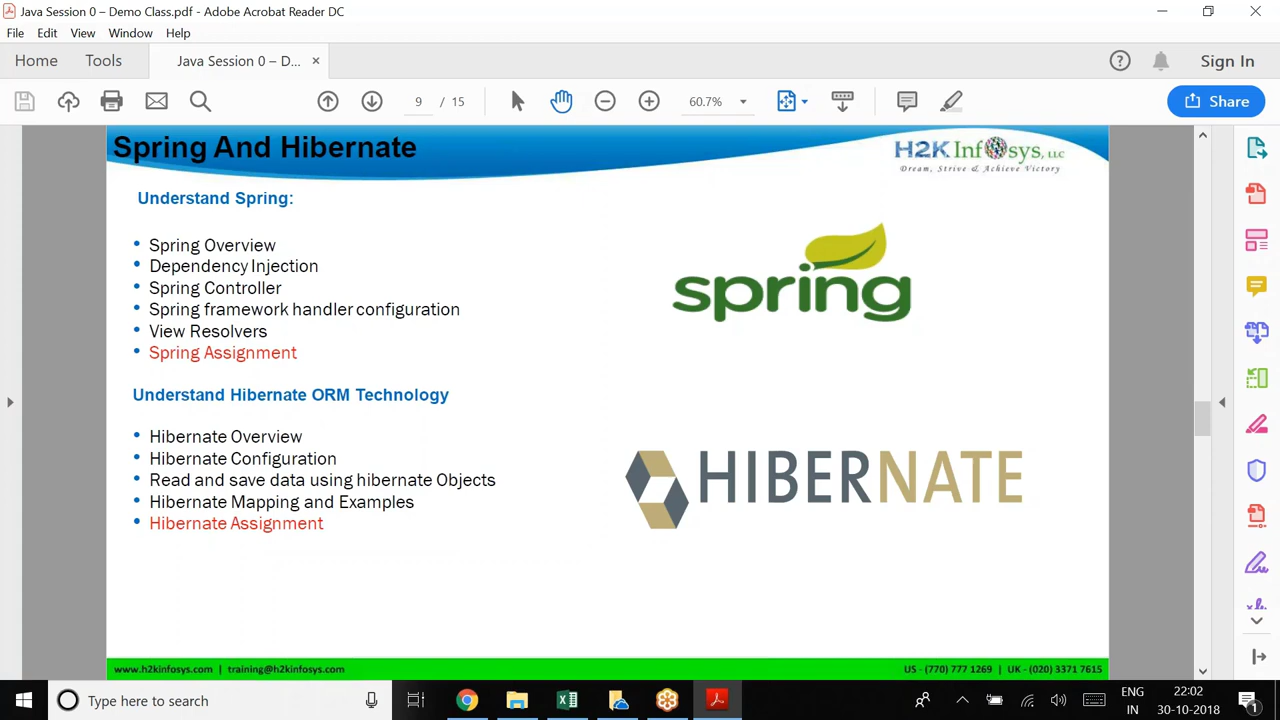 Java Session 0 – Demo Class.pdf - Adobe Acrobat Reader DC
File Edit View Window Help
Home Tools Java Session 0 – D... × Sign In
9 / 15 60.7% Share
Spring And Hibernate
H2K Infosys, LLC
Dream, Strive & Achieve Victory
Understand Spring:
• Spring Overview
• Dependency Injection
• Spring Controller
• Spring framework handler configuration
• View Resolvers
• Spring Assignment
spring
Understand Hibernate ORM Technology
• Hibernate Overview
• Hibernate Configuration
• Read and save data using hibernate Objects
• Hibernate Mapping and Examples
• Hibernate Assignment
HIBERNATE
www.h2kinfosys.com | training@h2kinfosys.com US - (770) 777 1269 | UK - (020) 3371 7615
Type here to search
ENG 22:02
IN 30-10-2018 1